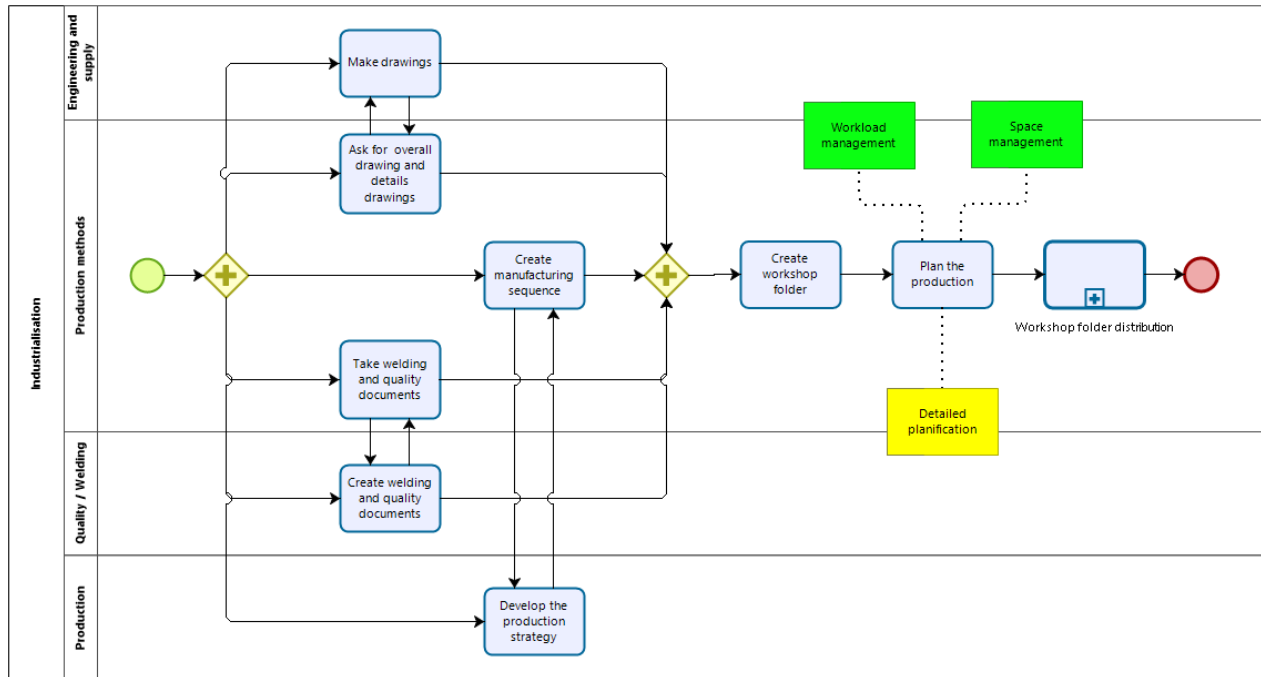 Industrialisation
Engineering and
supply
Make drawings
Production methods
Ask for overall
drawing and
details
drawings
Workload
management
Space
management
Create
manufacturing
sequence
Create
workshop
folder
Plan the
production
Workshop folder distribution
Take welding
and quality
documents
Detailed
planification
Quality / Welding
Create welding
and quality
documents
Production
Develop the
production
strategy